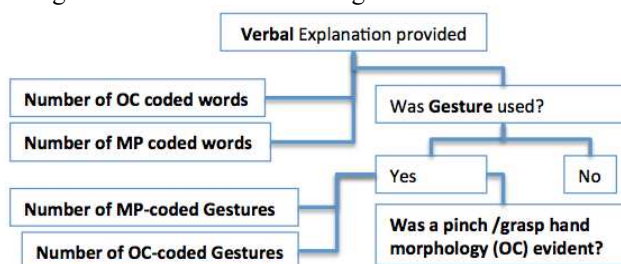 Verbal Explanation provided
Number of OC coded words
Was Gesture used?
Number of MP coded words
Yes
No
Number of MP-coded Gestures
Was a pinch /grasp hand
morphology (OC) evident?
Number of OC-coded Gestures